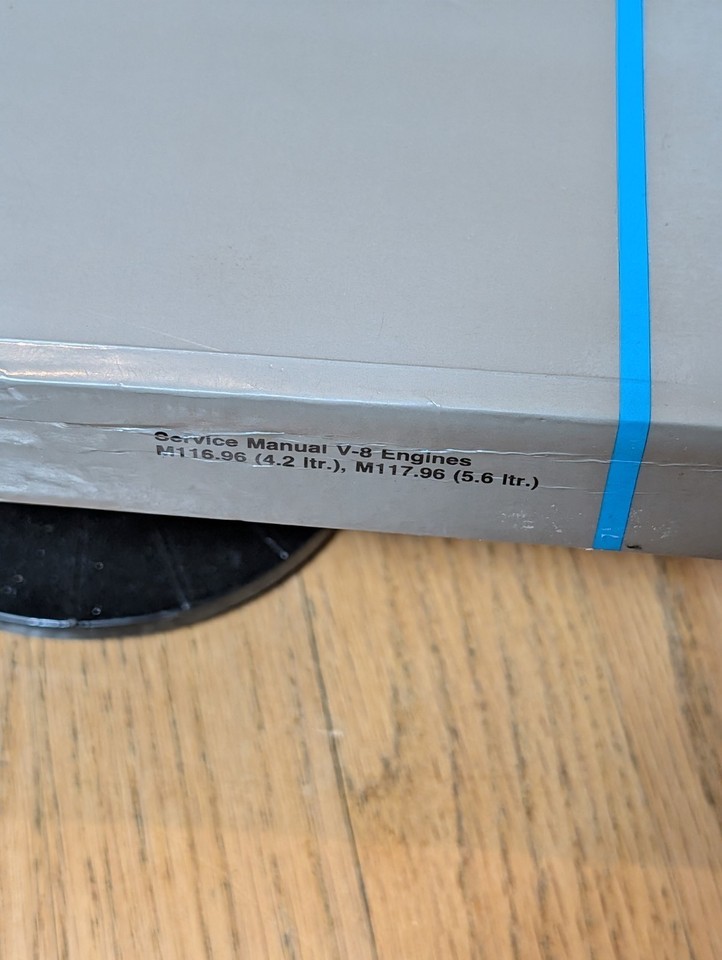 Service Manual V-8 Engines
M116.96 (4.2 ltr.), M117.96 (5.6 ltr.)